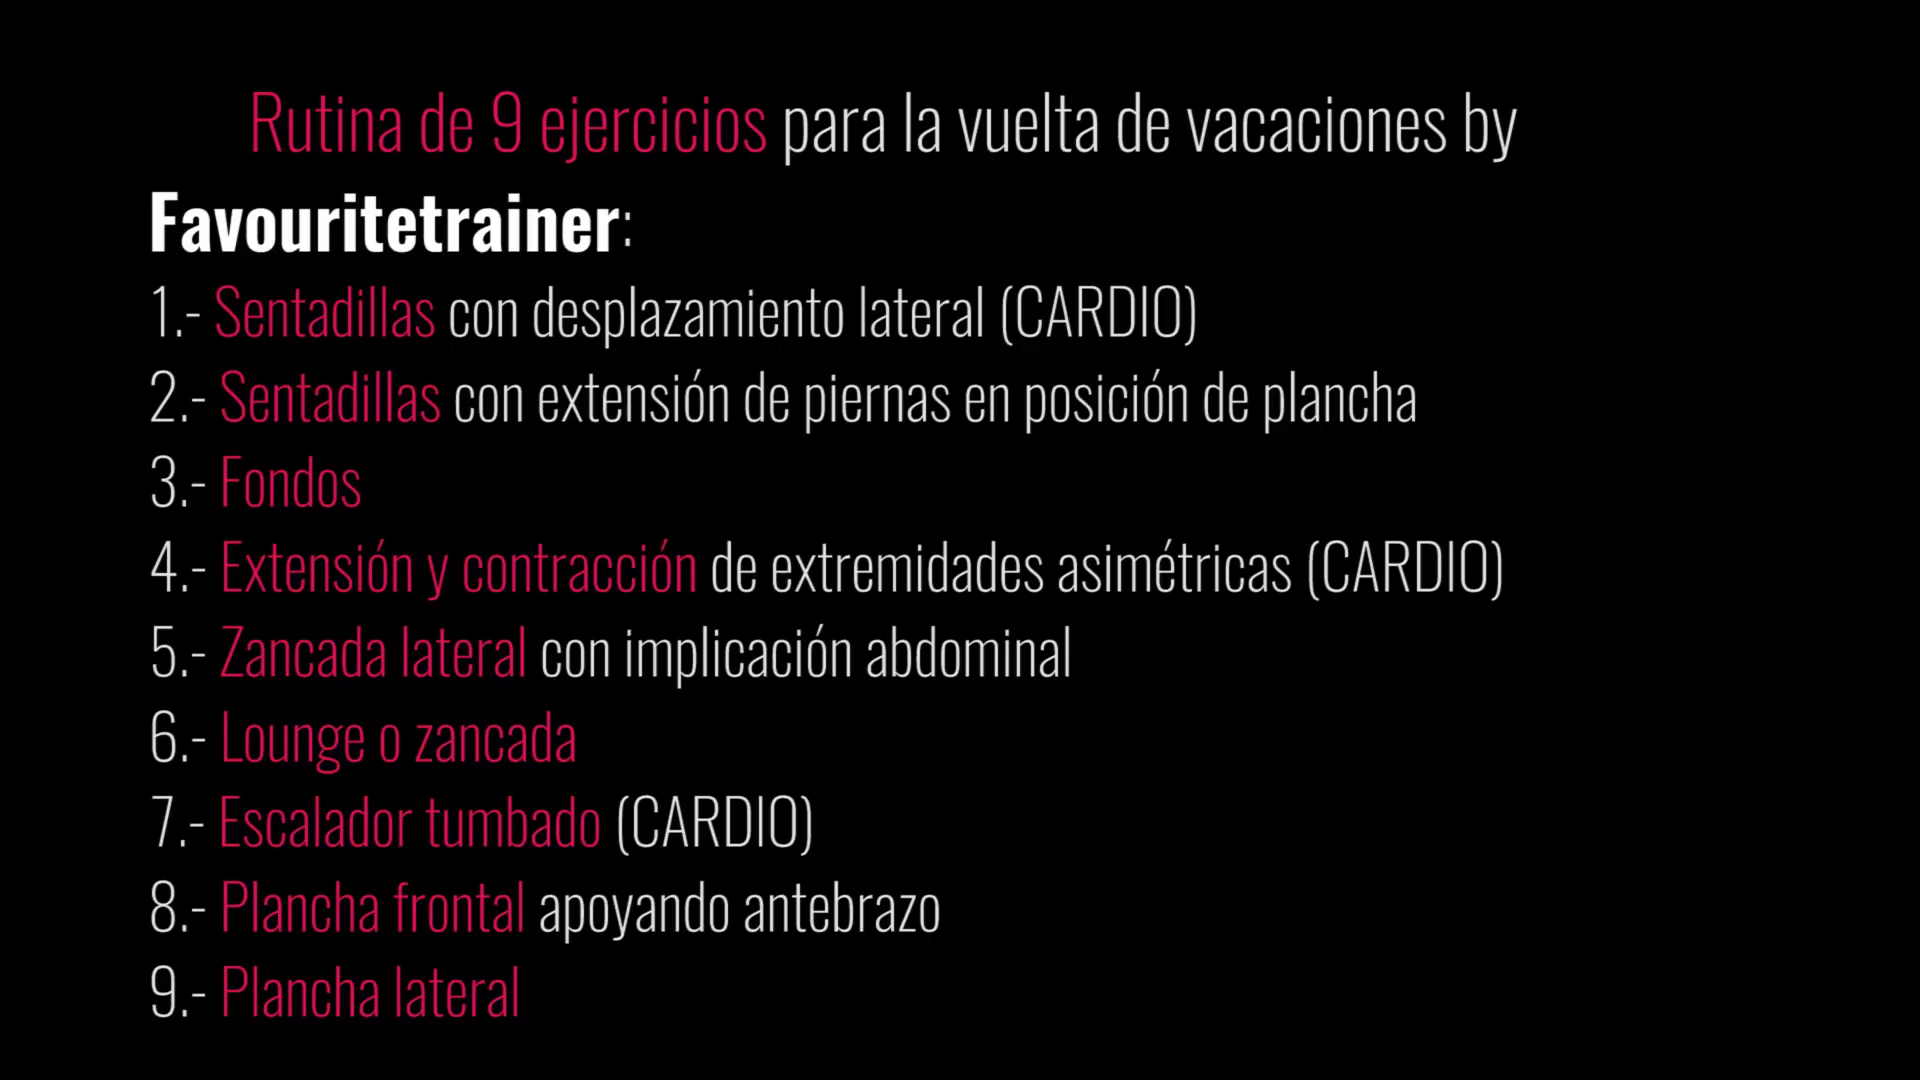 Rutina de 9 ejercicios para la vuelta de vacaciones by
Favouritetrainer:
1.- Sentadillas con desplazamiento lateral (CARDIO)
2.- Sentadillas con extensión de piernas en posición de plancha
3.- Fondos
4.- Extensión y contracción de extremidades asimétricas (CARDIO)
5.- Zancada lateral con implicación abdominal
6.- Lounge o zancada
7.- Escalador tumbado (CARDIO)
8.- Plancha frontal apoyando antebrazo
9.- Plancha lateral